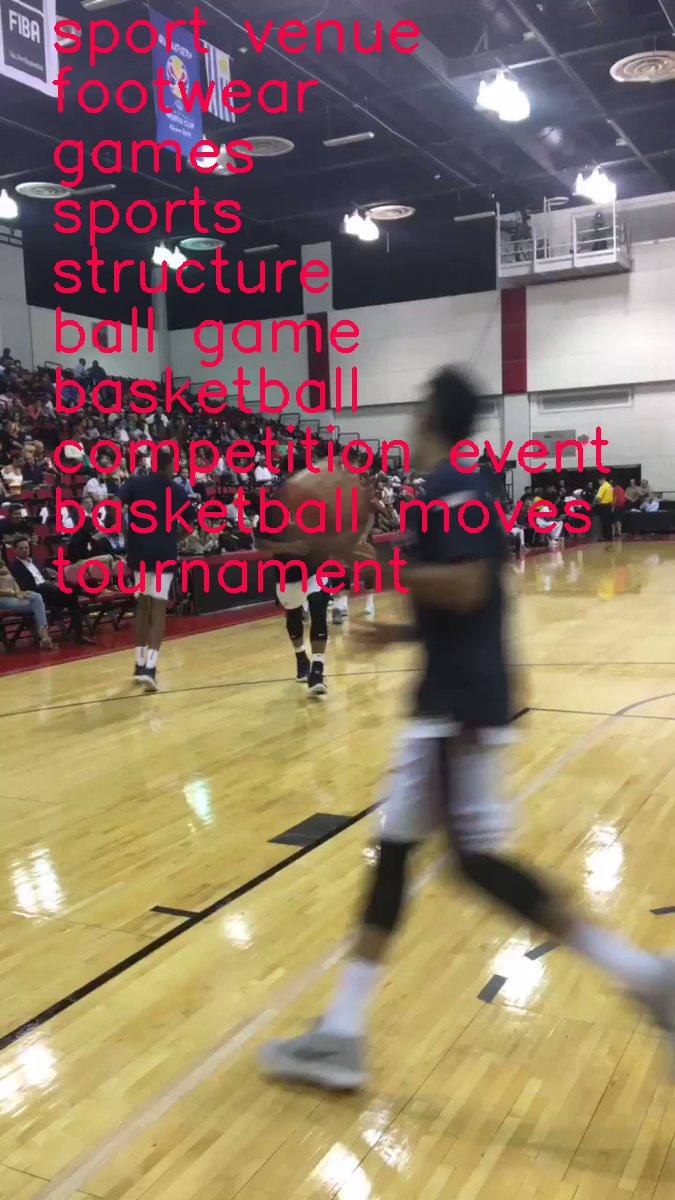 FIBA
sport venue
footwear
games
sports
structure
ball game
basketball
competition event
basketball moves
tournament